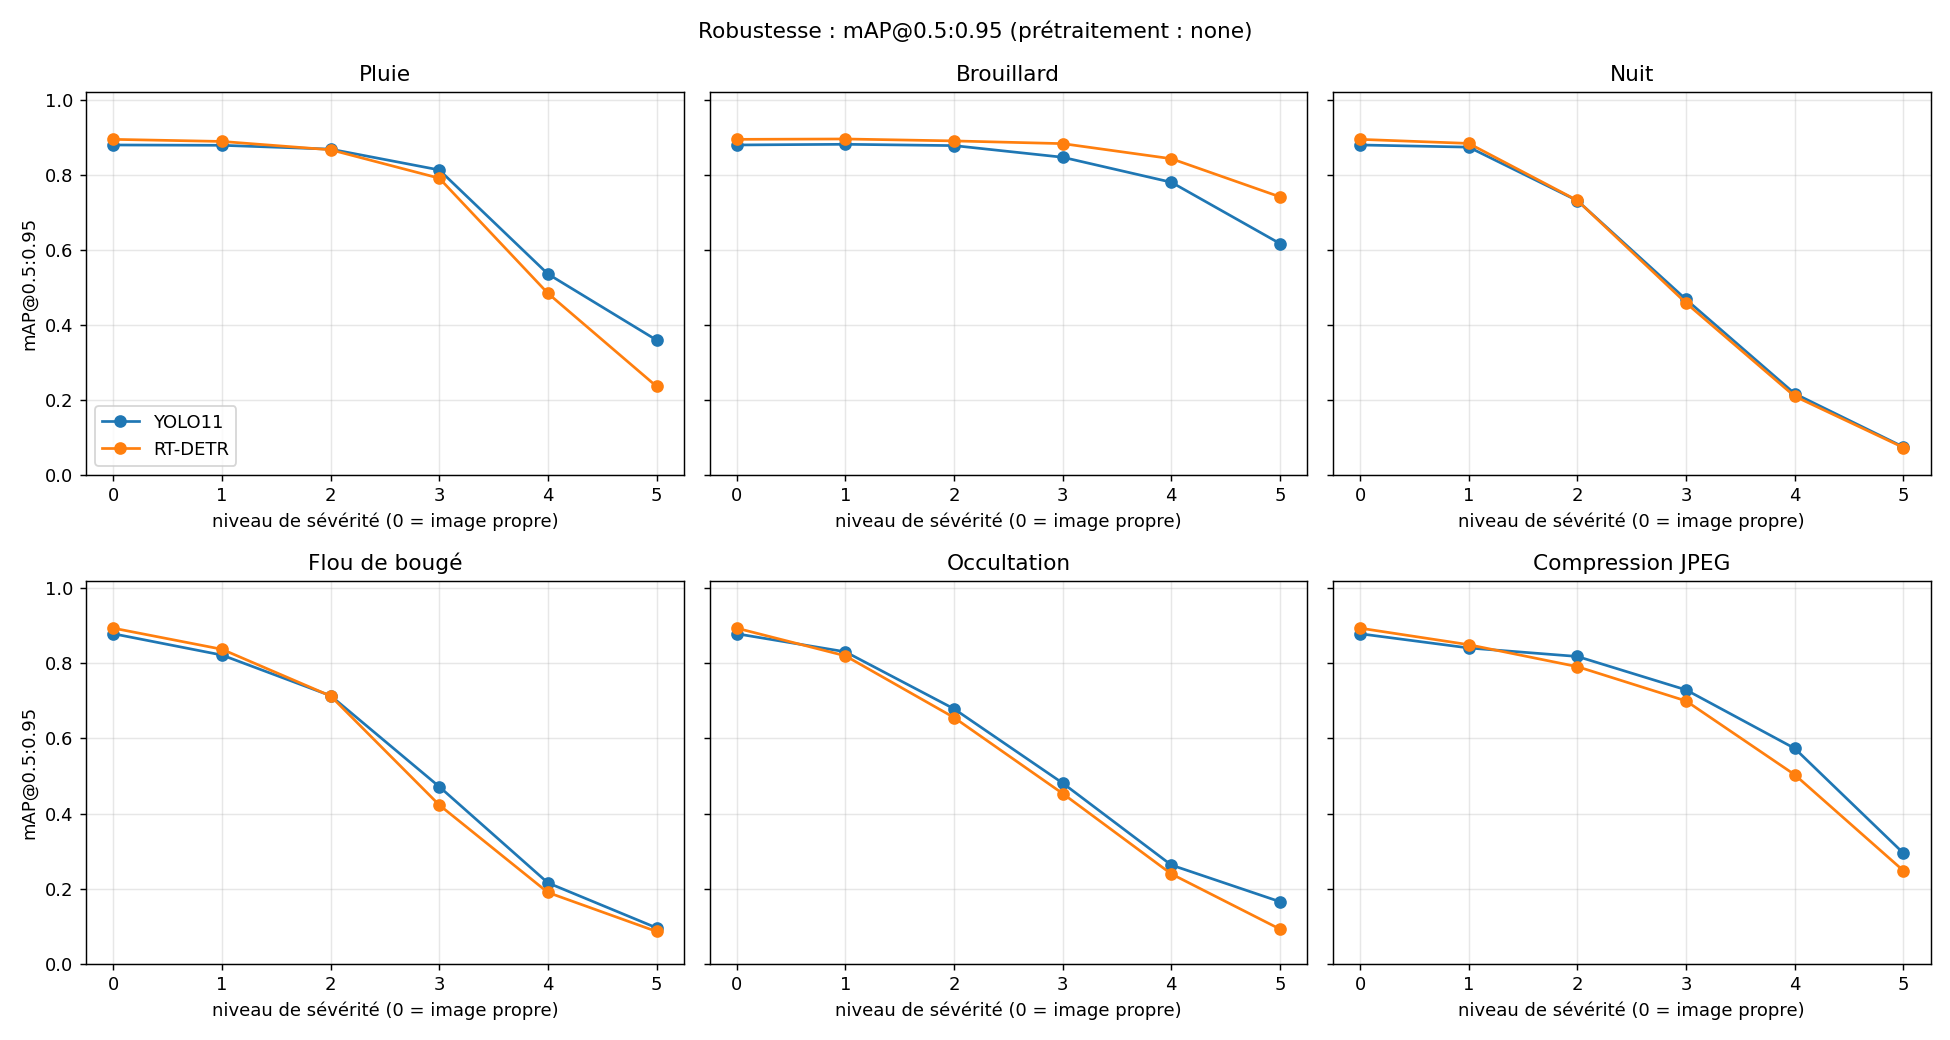 Robustesse : mAP@0.5:0.95 (prétraitement : none)
Pluie
Brouillard
Nuit
mAP@0.5:0.95
1.0
0.8
0.6
0.4
0.2
0.0
YOLO11
RT-DETR
0 1 2 3 4 5
0 1 2 3 4 5
0 1 2 3 4 5
niveau de sévérité (0 = image propre)
niveau de sévérité (0 = image propre)
niveau de sévérité (0 = image propre)
Flou de bougé
Occultation
Compression JPEG
mAP@0.5:0.95
1.0
0.8
0.6
0.4
0.2
0.0
0 1 2 3 4 5
0 1 2 3 4 5
0 1 2 3 4 5
niveau de sévérité (0 = image propre)
niveau de sévérité (0 = image propre)
niveau de sévérité (0 = image propre)